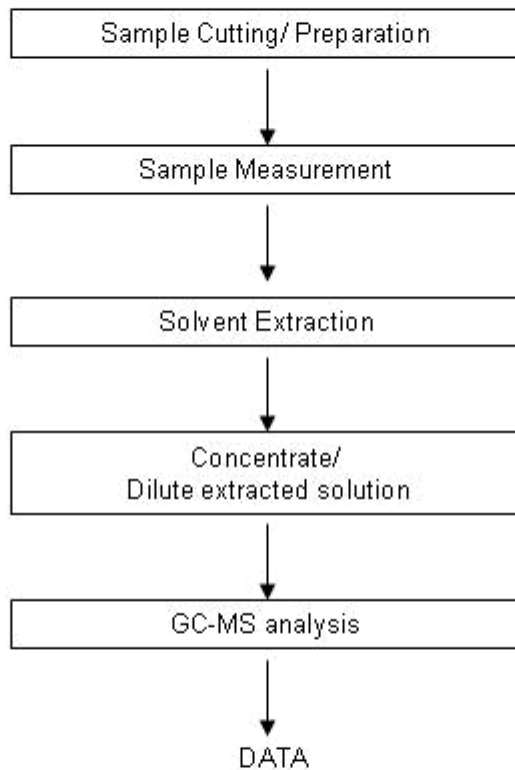 Sample Cutting/ Preparation
Sample Measurement
Solvent Extraction
Concentrate/
Dilute extracted solution
GC-MS analysis
DATA